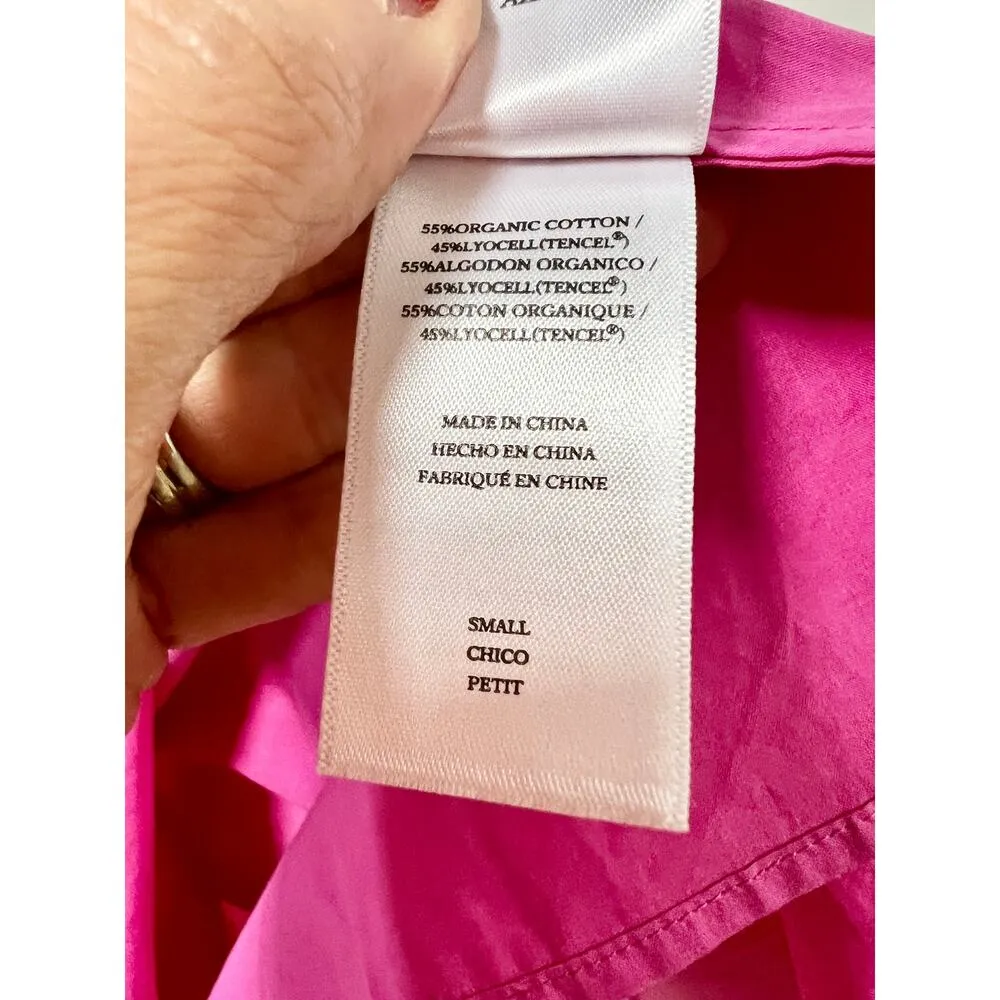 55%ORGANIC COTTON /
45%LYOCELL(TENCEL®)
55%ALGODON ORGANICO /
45%LYOCELL(TENCEL®)
55%COTON ORGANIQUE /
45%LYOCELL(TENCEL®)
MADE IN CHINA
HECHO EN CHINA
FABRIQUÉ EN CHINE
SMALL
CHICO
PETIT